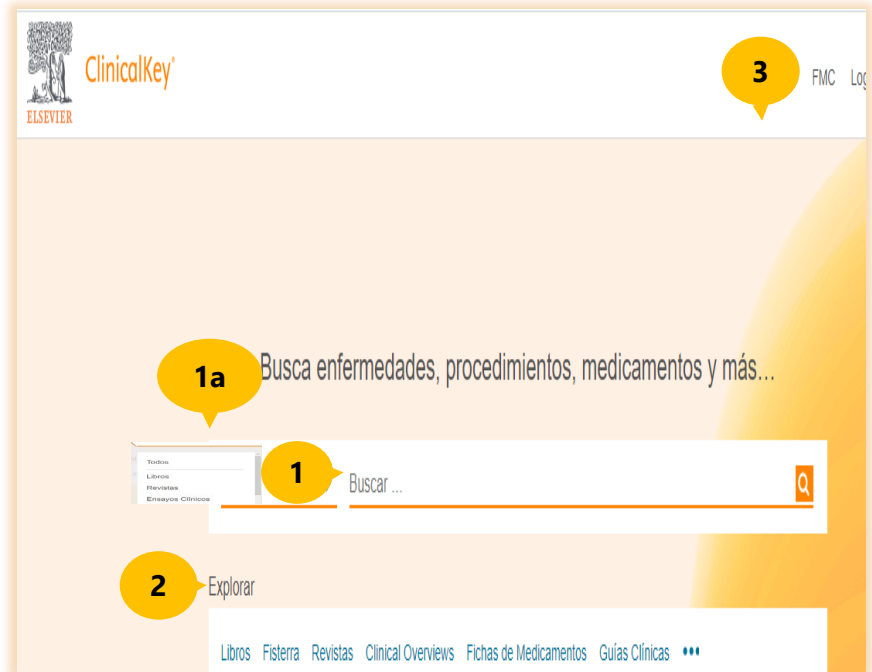 ClinicalKey®
ELSEVIER
3
FMC Log
1a
Busca enfermedades, procedimientos, medicamentos y más...
Todos
Libros
Revistas
Ensayos Clínicos
1
Buscar ...
2
Explorar
Libros Fisterra Revistas Clinical Overviews Fichas de Medicamentos Guías Clínicas •••